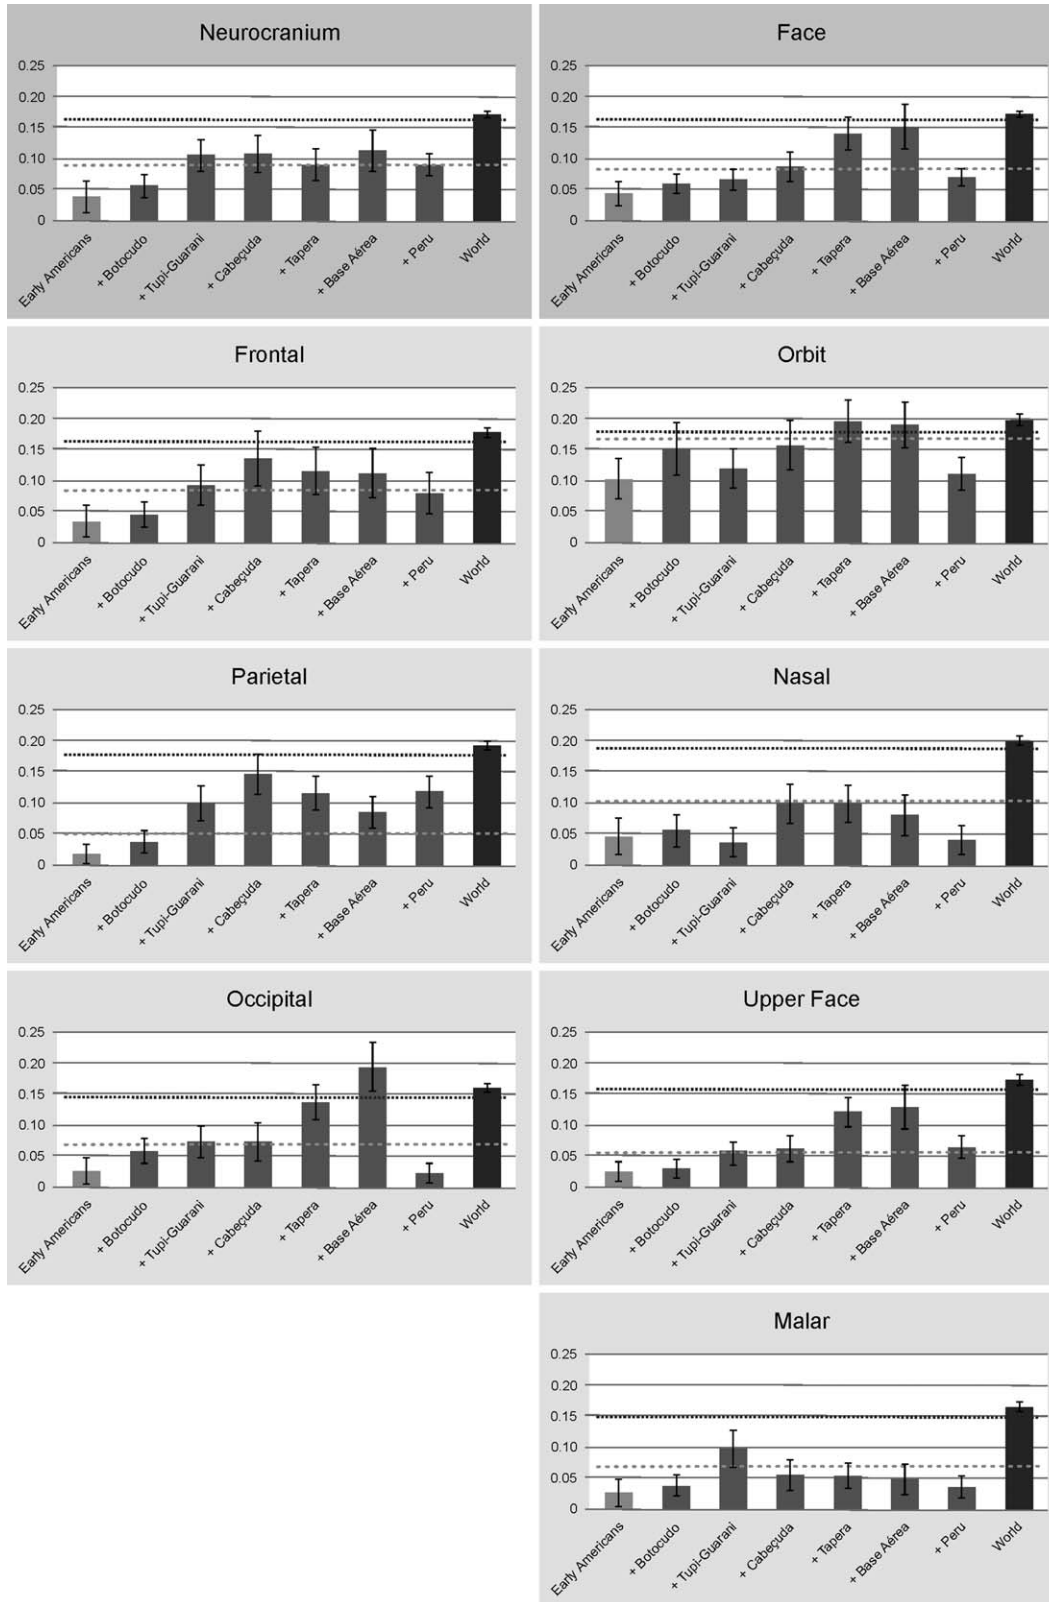 Neurocranium
0.25
0.20
0.15
0.10
0.05
0
Early Americans
+ Botocudo
+ Tupi-Guarani
+ Cabeçuda
+ Tapera
+ Base Aérea
+ Peru
World
Face
0.25
0.20
0.15
0.10
0.05
0
Early Americans
+ Botocudo
+ Tupi-Guarani
+ Cabeçuda
+ Tapera
+ Base Aérea
+ Peru
World
Frontal
0.25
0.20
0.15
0.10
0.05
0
Early Americans
+ Botocudo
+ Tupi-Guarani
+ Cabeçuda
+ Tapera
+ Base Aérea
+ Peru
World
Orbit
0.25
0.20
0.15
0.10
0.05
0
Early Americans
+ Botocudo
+ Tupi-Guarani
+ Cabeçuda
+ Tapera
+ Base Aérea
+ Peru
World
Parietal
0.25
0.20
0.15
0.10
0.05
0
Early Americans
+ Botocudo
+ Tupi-Guarani
+ Cabeçuda
+ Tapera
+ Base Aérea
+ Peru
World
Nasal
0.25
0.20
0.15
0.10
0.05
0
Early Americans
+ Botocudo
+ Tupi-Guarani
+ Cabeçuda
+ Tapera
+ Base Aérea
+ Peru
World
Occipital
0.25
0.20
0.15
0.10
0.05
0
Early Americans
+ Botocudo
+ Tupi-Guarani
+ Cabeçuda
+ Tapera
+ Base Aérea
+ Peru
World
Upper Face
0.25
0.20
0.15
0.10
0.05
0
Early Americans
+ Botocudo
+ Tupi-Guarani
+ Cabeçuda
+ Tapera
+ Base Aérea
+ Peru
World
Malar
0.25
0.20
0.15
0.10
0.05
0
Early Americans
+ Botocudo
+ Tupi-Guarani
+ Cabeçuda
+ Tapera
+ Base Aérea
+ Peru
World